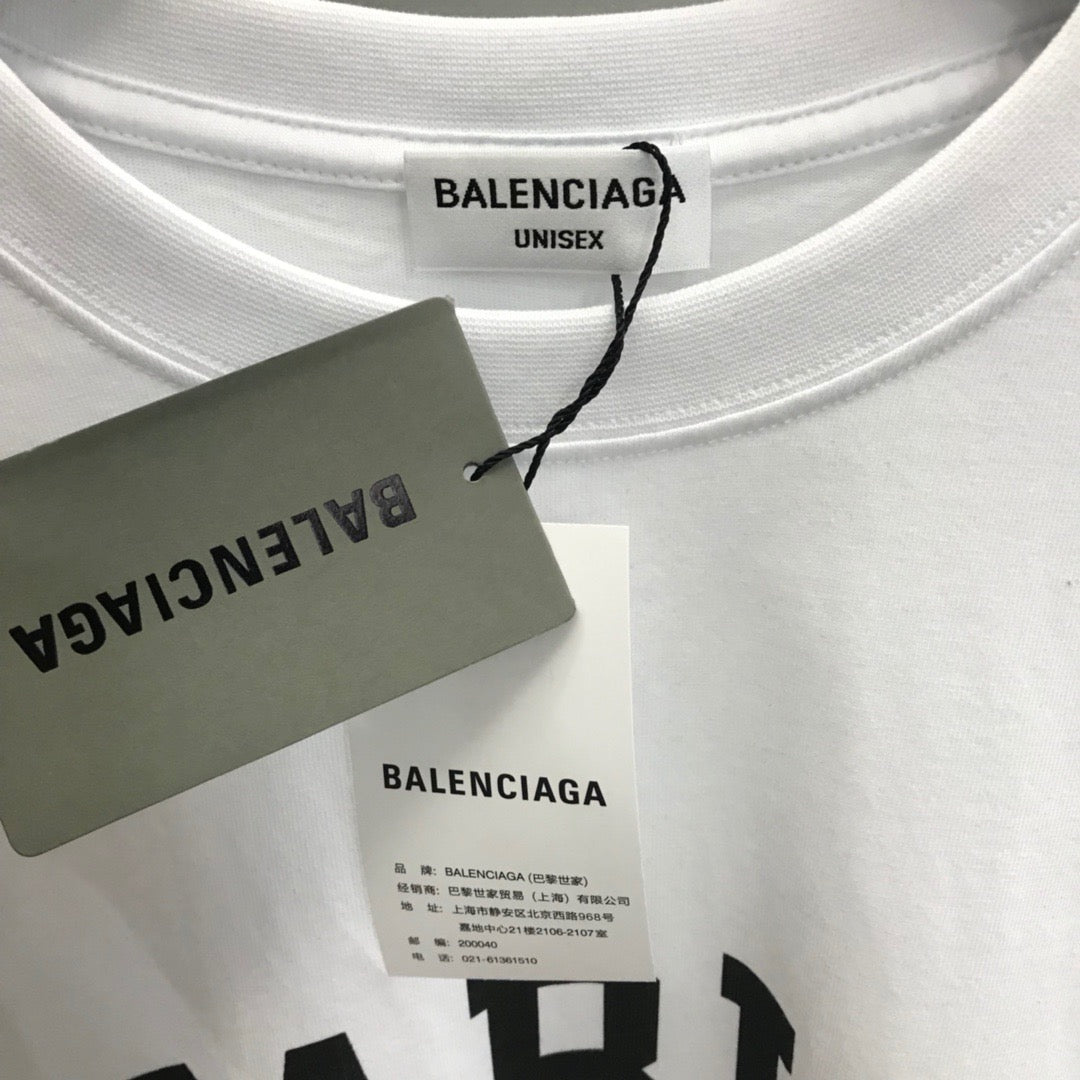 BALENCIAGA
UNISEX
BALENCIAGA
BALENCIAGA
品 牌: BALENCIAGA (巴黎世家)
经销商: 巴黎世家贸易（上海）有限公司
地 址: 上海市静安区北京西路968号
嘉地中心21楼2106-2107室
邮 编: 200040
电 话: 021-61361510